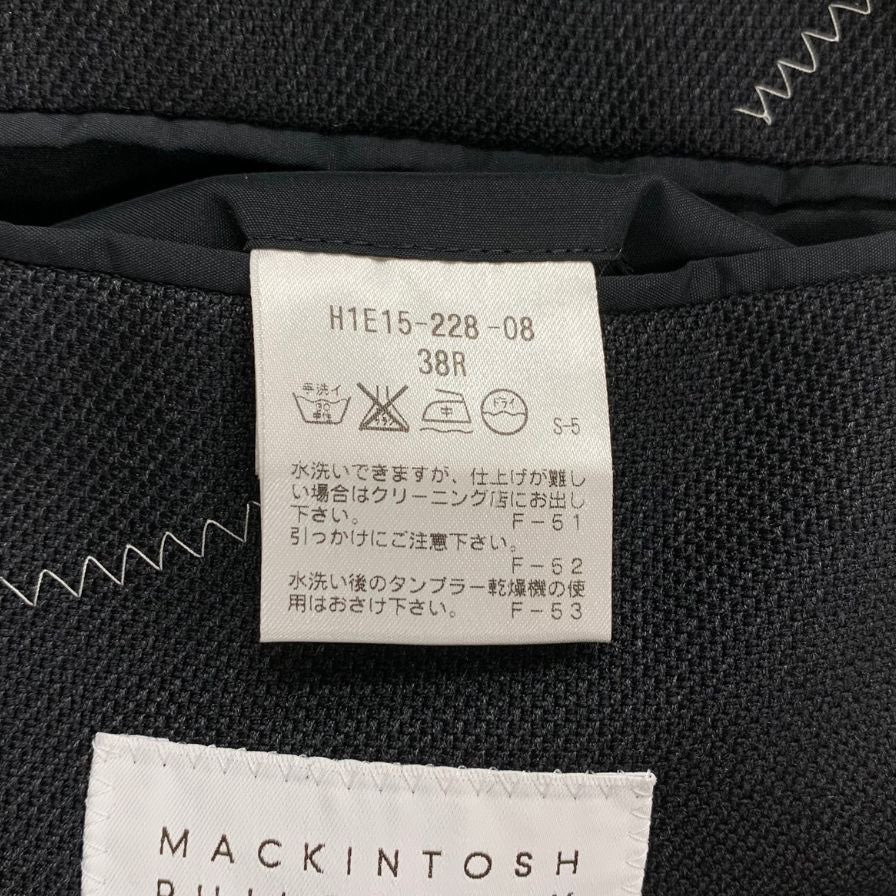 H1E15-228-08
38R
手洗イ
30
中性
中
ドライ
S-5
水洗いできますが、仕上げが難し
い場合はクリーニング店にお出し
下さい。 F-51
引っかけにご注意下さい。
F-52
水洗い後のタンブラー乾燥機の使
用はおさけ下さい。 F-53
MACKINTOSH